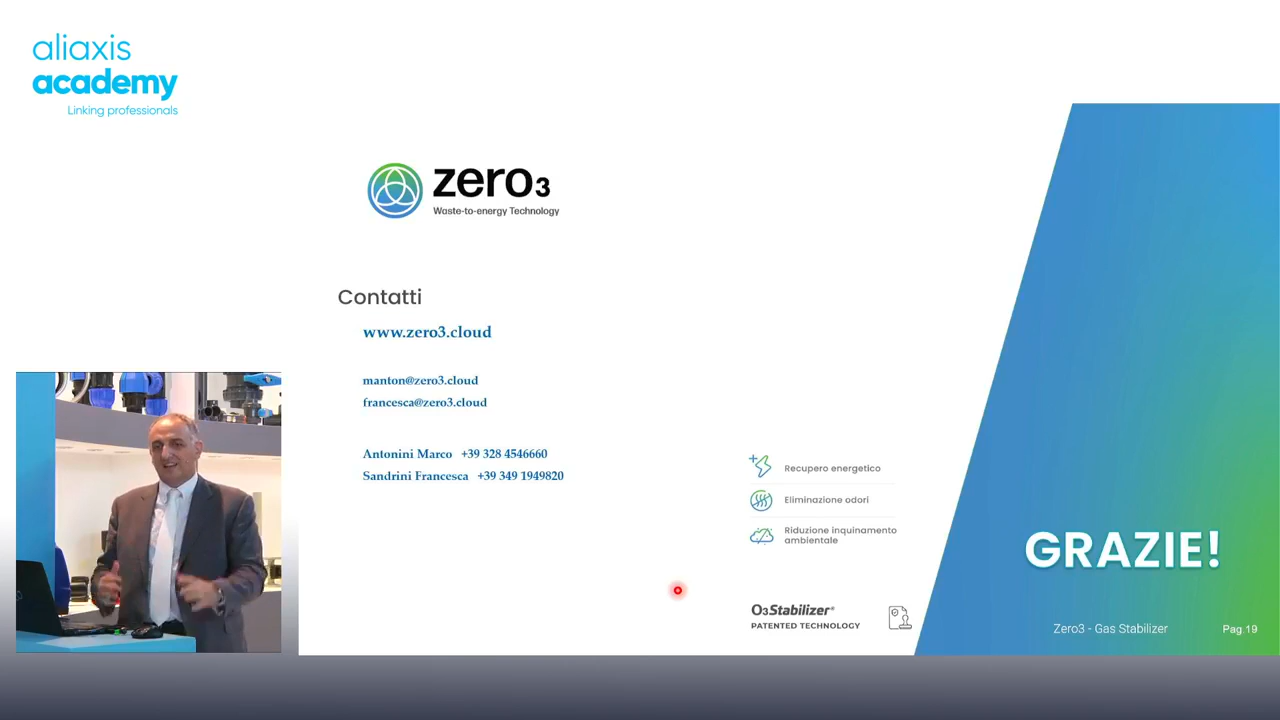 aliaxis
academy
Linking professionals
zero3
Waste-to-energy Technology
Contatti
www.zero3.cloud
manton@zero3.cloud
francesca@zero3.cloud
Antonini Marco +39 328 4546660
Sandrini Francesca +39 349 1949820
Recupero energetico
Eliminazione odori
Riduzione inquinamento
ambientale
O3Stabilizer®
PATENTED TECHNOLOGY
GRAZIE!
Zero3 - Gas Stabilizer Pag.19